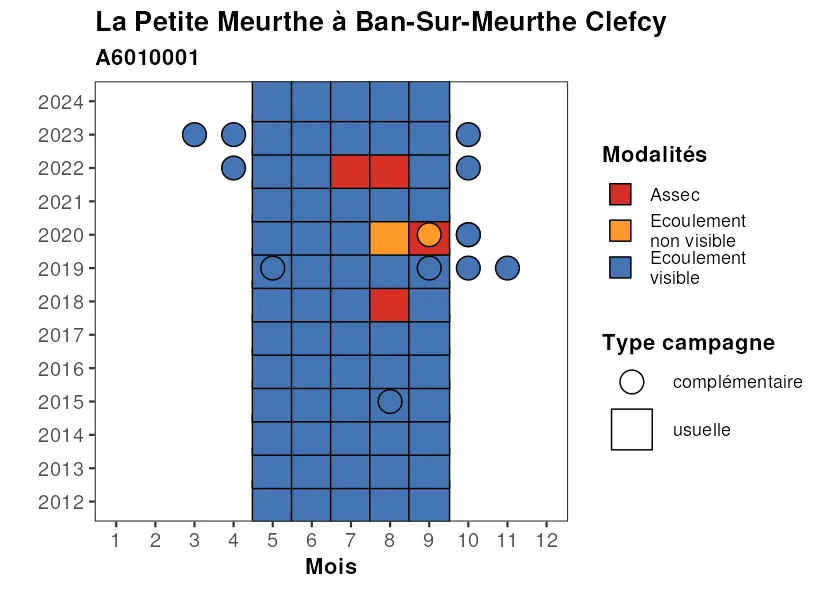 La Petite Meurthe à Ban-Sur-Meurthe Clefcy
A6010001
2024
2023
2022
2021
2020
2019
2018
2017
2016
2015
2014
2013
2012
1 2 3 4 5 6 7 8 9 10 11 12
Mois
Modalités
Assec
Ecoulement
non visible
Ecoulement
visible
Type campagne
complémentaire
usuelle